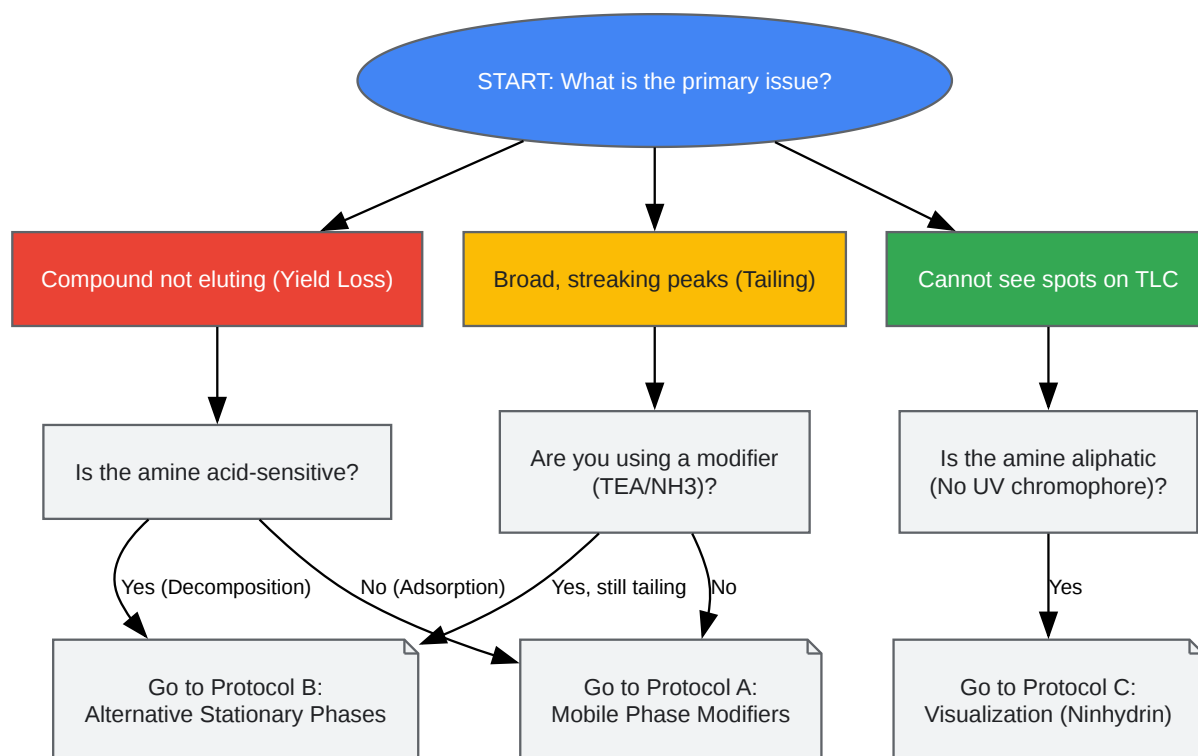 START: What is the primary issue?
Compound not eluting (Yield Loss)
Broad, streaking peaks (Tailing)
Cannot see spots on TLC
Is the amine acid-sensitive?
Are you using a modifier
(TEA/NH3)?
Is the amine aliphatic
(No UV chromophore)?
Yes (Decomposition)
No (Adsorption)
Yes, still tailing
No
Yes
Go to Protocol B:
Alternative Stationary Phases
Go to Protocol A:
Mobile Phase Modifiers
Go to Protocol C:
Visualization (Ninhydrin)